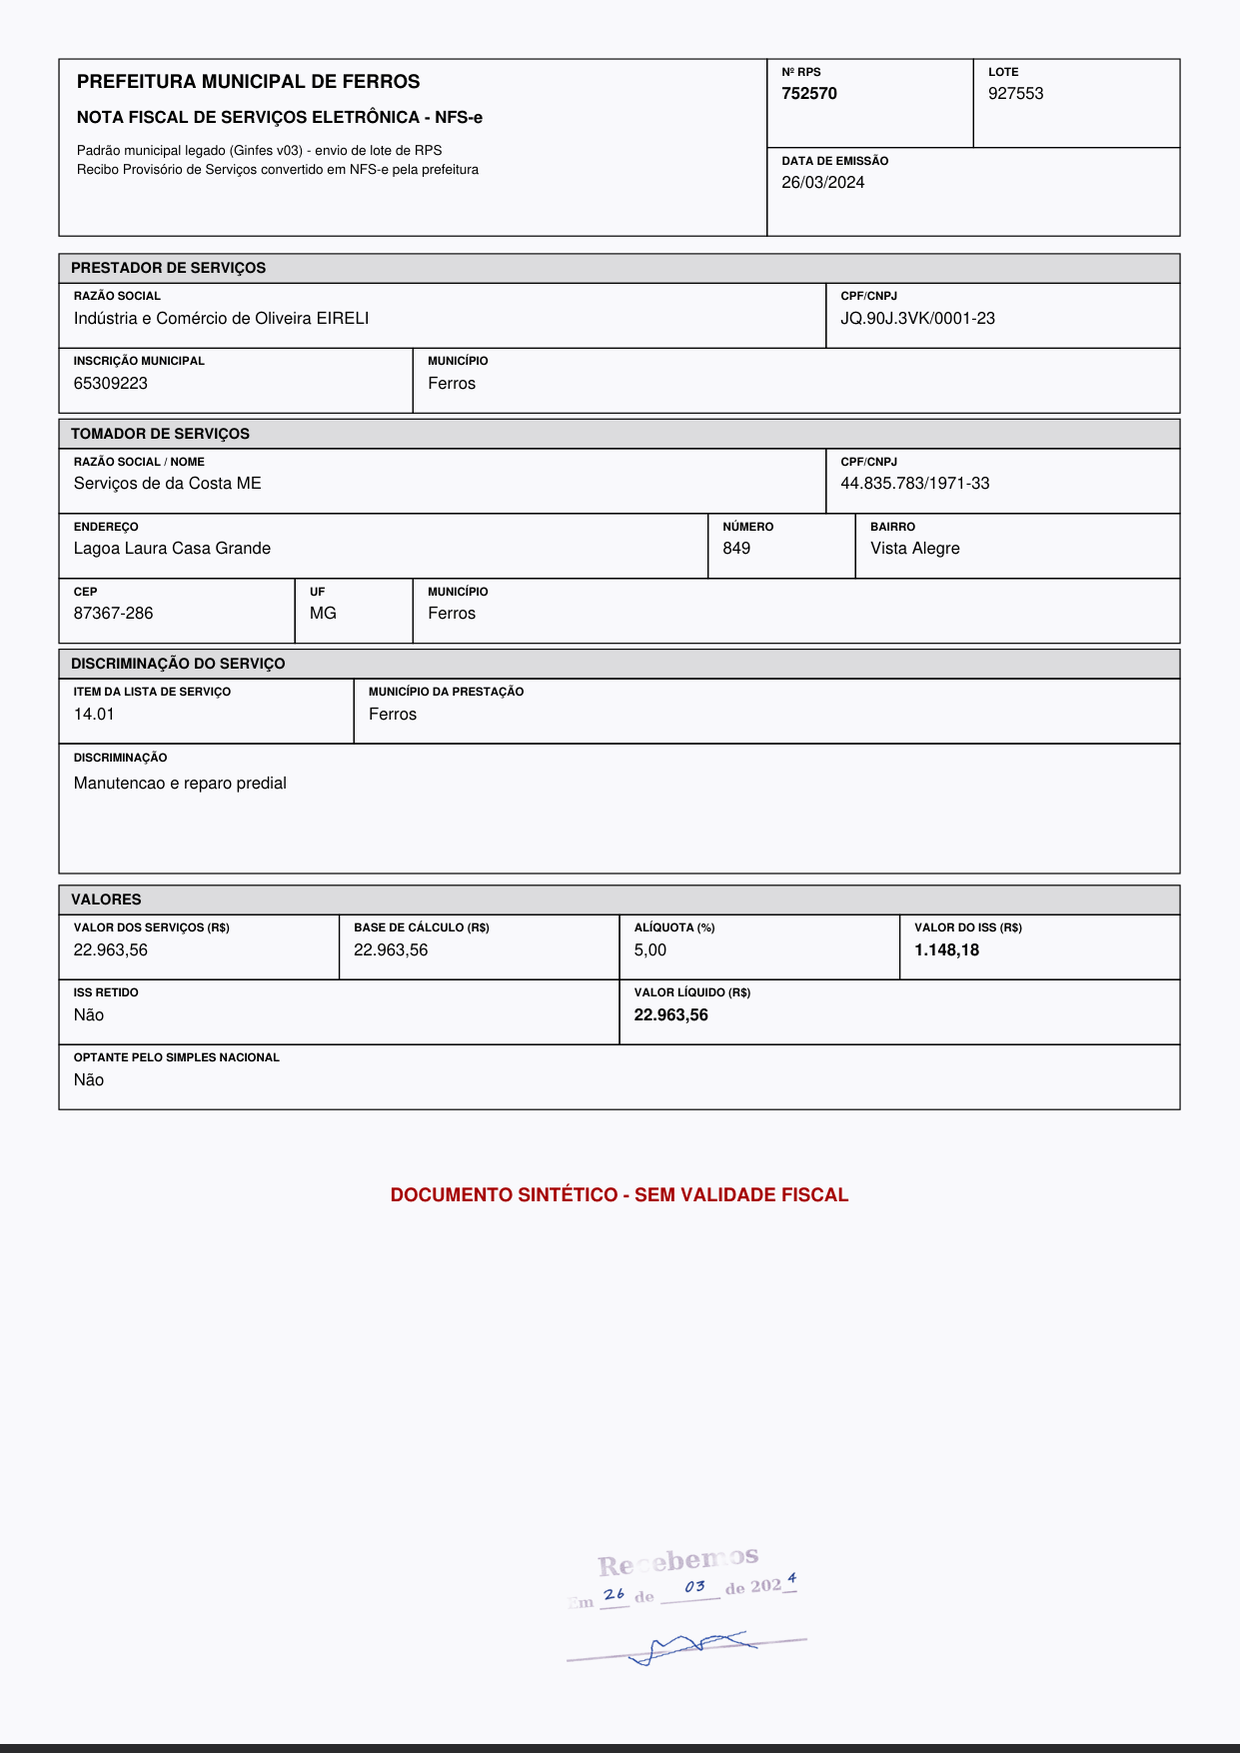 PREFEITURA MUNICIPAL DE FERROS
NOTA FISCAL DE SERVIÇOS ELETRÔNICA - NFS-e
Padrão municipal legado (Ginfes v03) - envio de lote de RPS
Recibo Provisório de Serviços convertido em NFS-e pela prefeitura
Nº RPS
752570
LOTE
927553
DATA DE EMISSÃO
26/03/2024
PRESTADOR DE SERVIÇOS
RAZÃO SOCIAL
Indústria e Comércio de Oliveira EIRELI
CPF/CNPJ
JQ.90J.3VK/0001-23
INSCRIÇÃO MUNICIPAL
65309223
MUNICÍPIO
Ferros
TOMADOR DE SERVIÇOS
RAZÃO SOCIAL / NOME
Serviços de da Costa ME
CPF/CNPJ
44.835.783/1971-33
ENDEREÇO
Lagoa Laura Casa Grande
NÚMERO
849
BAIRRO
Vista Alegre
CEP
87367-286
UF
MG
MUNICÍPIO
Ferros
DISCRIMINAÇÃO DO SERVIÇO
ITEM DA LISTA DE SERVIÇO
14.01
MUNICÍPIO DA PRESTAÇÃO
Ferros
DISCRIMINAÇÃO
Manutencao e reparo predial
VALORES
VALOR DOS SERVIÇOS (R$)
22.963,56
BASE DE CÁLCULO (R$)
22.963,56
ALÍQUOTA (%)
5,00
VALOR DO ISS (R$)
1.148,18
ISS RETIDO
Não
VALOR LÍQUIDO (R$)
22.963,56
OPTANTE PELO SIMPLES NACIONAL
Não
DOCUMENTO SINTÉTICO - SEM VALIDADE FISCAL
Recebemos
Em 26 de 03 de 2024